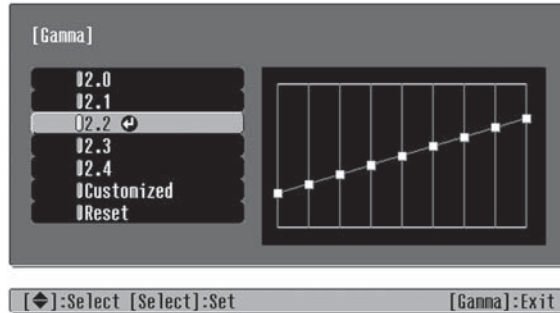 [Gamma]
2.0
2.1
2.2
2.3
2.4
Customized
Reset
[◆]:Select [Select]:Set [Gamma]:Exit